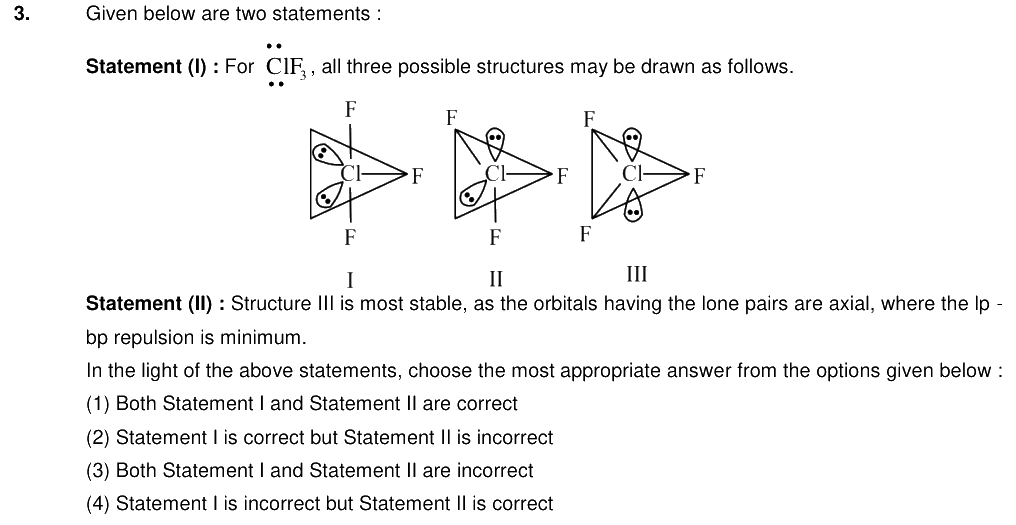 3. Given below are two statements :
Statement (I) : For ClF3, all three possible structures may be drawn as follows.
F F F
Cl F Cl F Cl F
F F F
I II III
Statement (II) : Structure III is most stable, as the orbitals having the lone pairs are axial, where the lp -
bp repulsion is minimum.
In the light of the above statements, choose the most appropriate answer from the options given below :
(1) Both Statement I and Statement II are correct
(2) Statement I is correct but Statement II is incorrect
(3) Both Statement I and Statement II are incorrect
(4) Statement I is incorrect but Statement II is correct